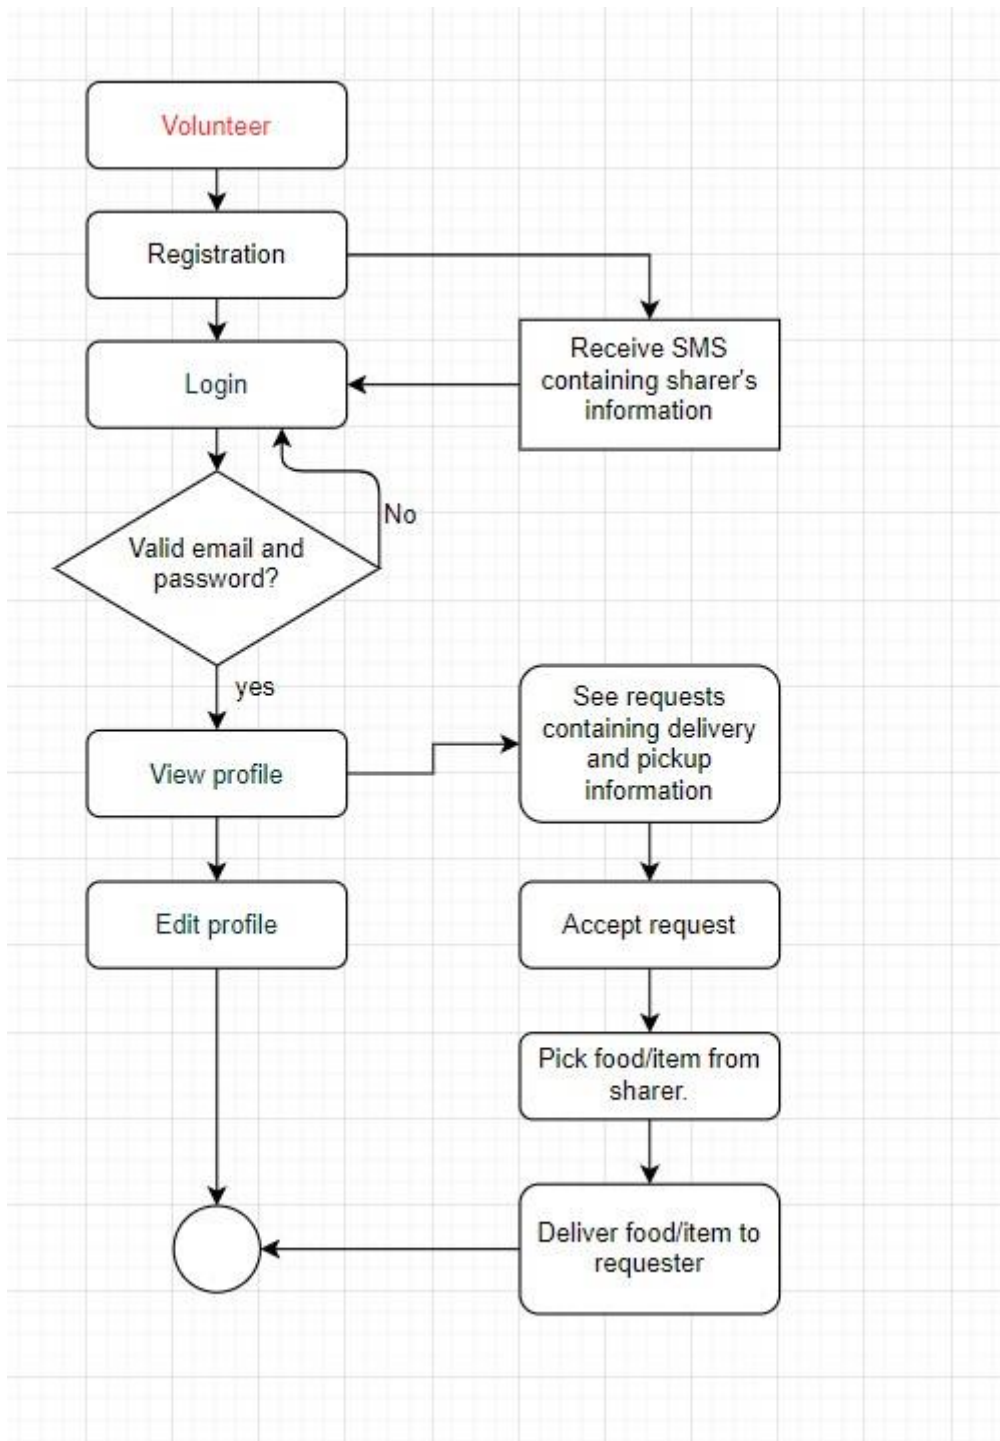 Volunteer
Registration
Receive SMS
containing sharer's
information
Login
No
Valid email and
password?
yes
See requests
containing delivery
and pickup
information
View profile
Edit profile
Accept request
Pick food/item from
sharer.
Deliver food/item to
requester